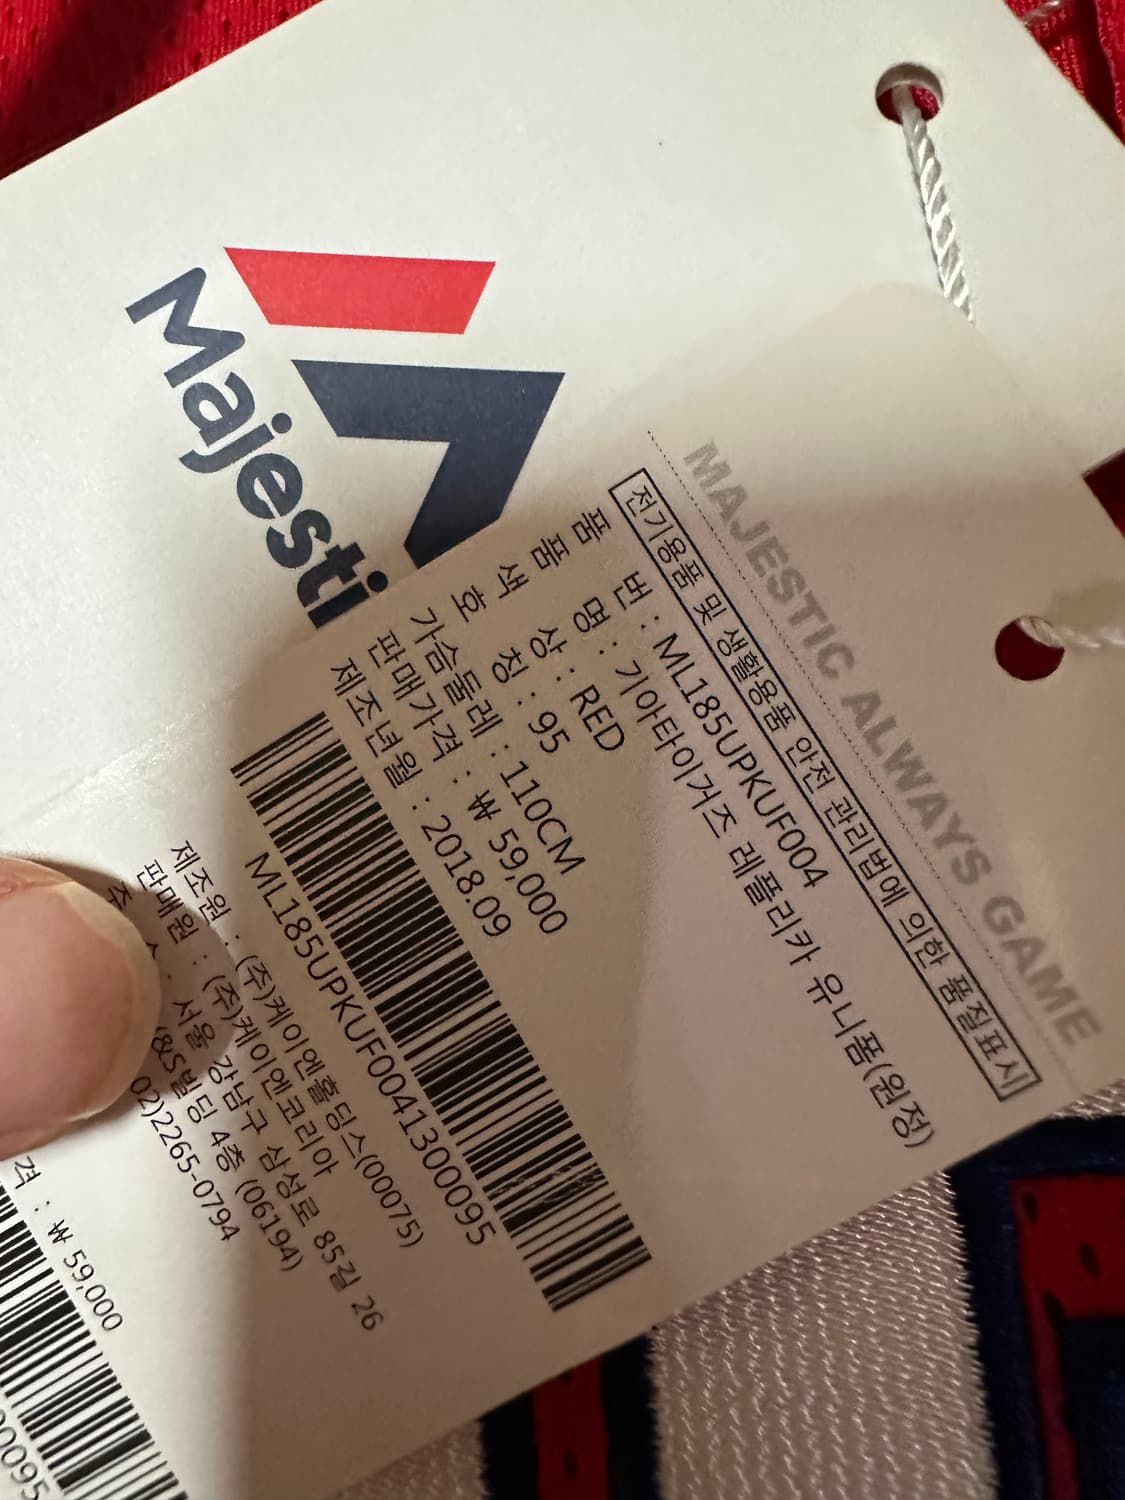 Majesti
MAJESTIC ALWAYS GAME
전기용품 및 생활용품 안전 관리법에 의한 품질표시
품 번 : ML185UPKUF004
품 명 : 기아타이거즈 레플리카 유니폼(원정)
색 상 : RED
호 칭 : 95
가슴둘레 : 110CM
판매가격 : ₩ 59,000
제조년월 : 2018.09
ML185UPKUF0041300095
제조원 : (주)케이엔홀딩스(00075)
판매원 : (주)케이엔코리아
주 소 : 서울 강남구 삼성로 85길 26
&S빌딩 4층 (06194)
02)2265-0794
격 : ₩ 59,000
00095